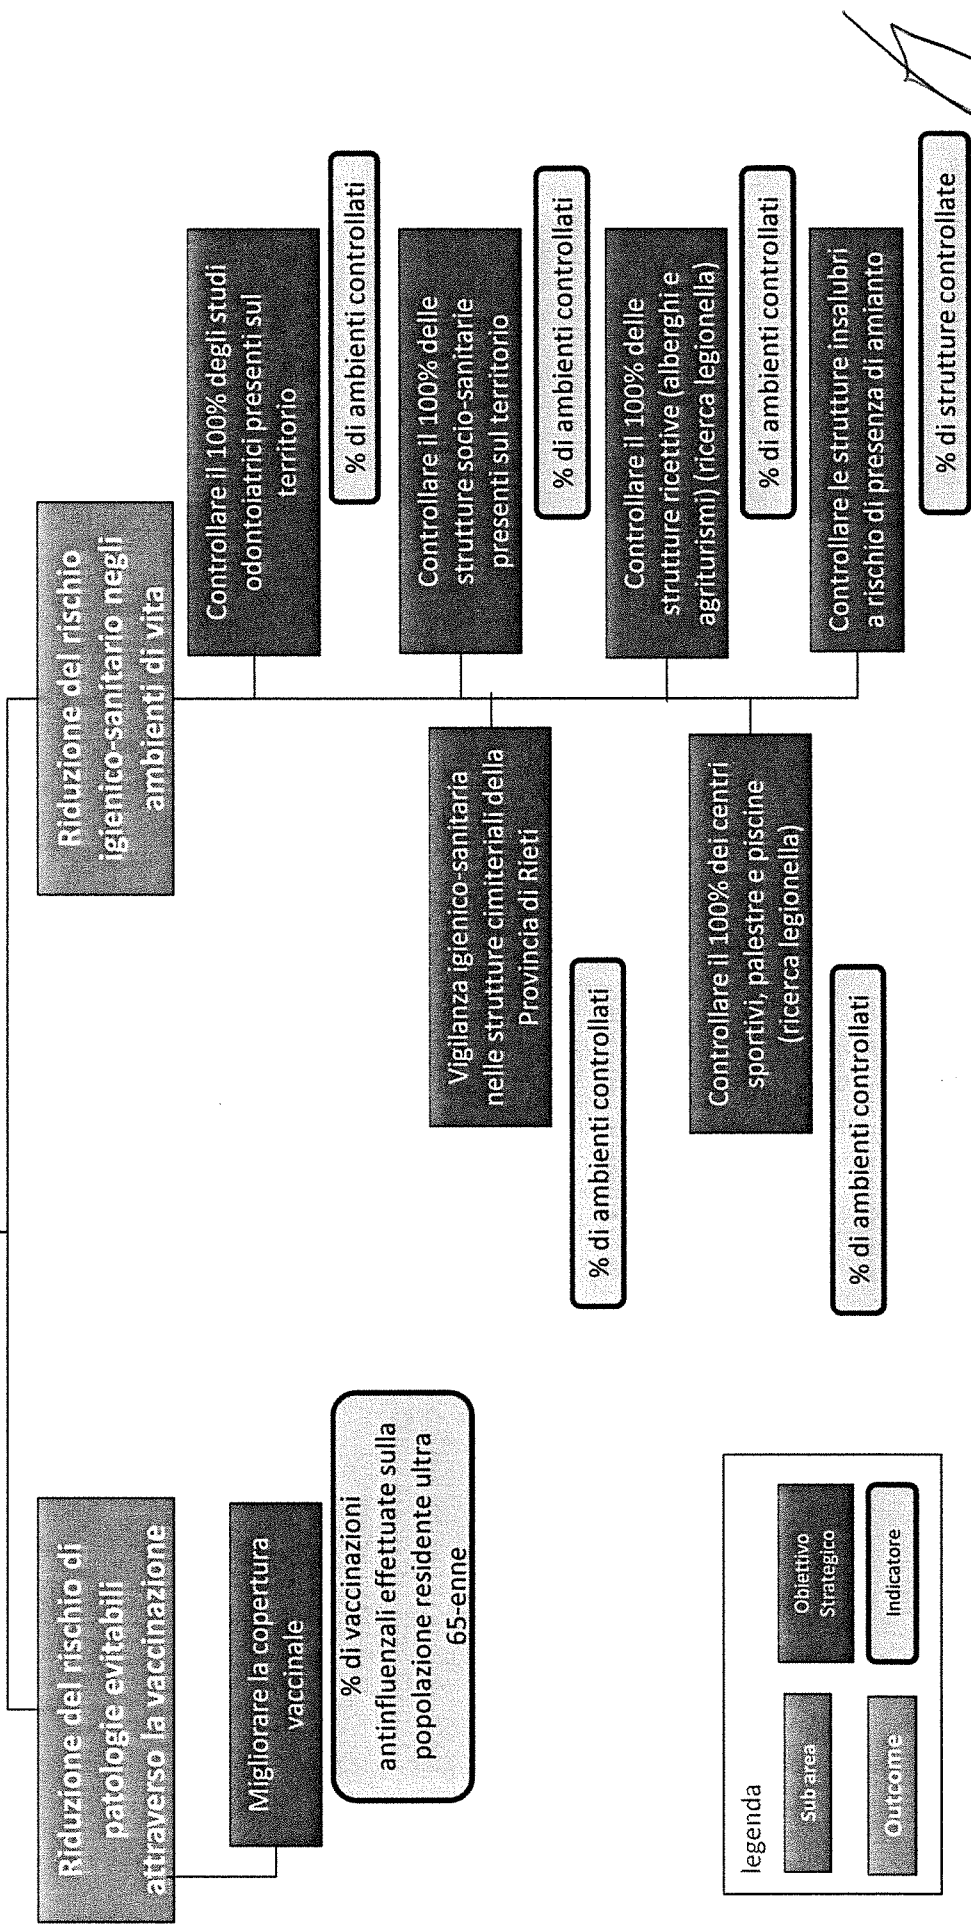 Riduzione del rischio di
patologie evitabili
attraverso la vaccinazione
Migliorare la copertura
vaccinale
% di vaccinazioni
antinfluenzali effettuate sulla
popolazione residente ultra
65-enne
Riduzione del rischio
igienico-sanitario negli
ambienti di vita
Vigilanza igienico-sanitaria
nelle strutture cimiteriali della
Provincia di Rieti
% di ambienti controllati
Controllare il 100% dei centri
sportivi, palestre e piscine
(ricerca legionella)
% di ambienti controllati
Controllare il 100% degli studi
odontoiatrici presenti sul
territorio
% di ambienti controllati
Controllare il 100% delle
strutture socio-sanitarie
presenti sul territorio
% di ambienti controllati
Controllare il 100% delle
strutture ricettive (alberghi e
agriturismi) (ricerca legionella)
% di ambienti controllati
Controllare le strutture insalubri
a rischio di presenza di amianto
% di strutture controllate
legenda
Sub area
Obiettivo
Strategico
Outcome
Indicatore